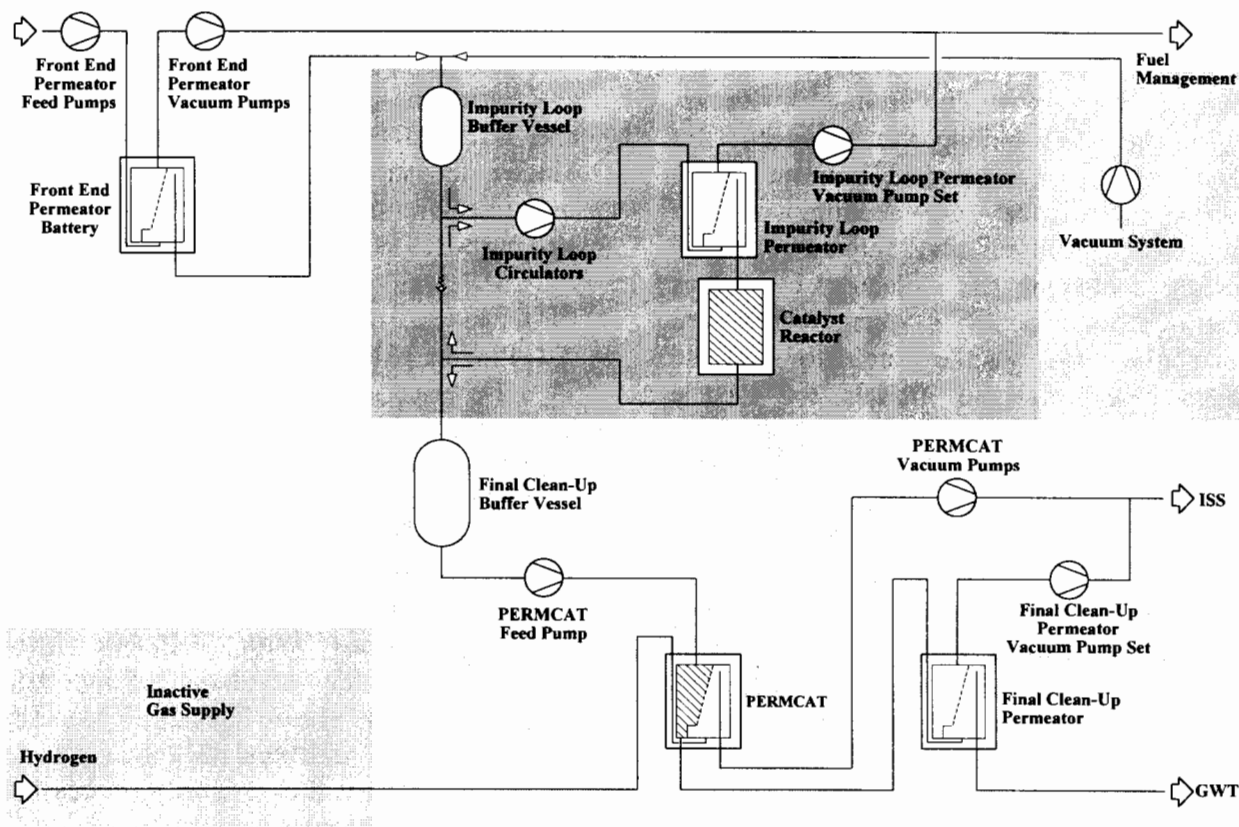 Front End
Permeator
Feed Pumps
Front End
Permeator
Vacuum Pumps
Fuel
Management
Impurity Loop
Buffer Vessel
Impurity Loop Permeator
Vacuum Pump Set
Front End
Permeator
Battery
Impurity Loop
Permeator
Vacuum System
Impurity Loop
Circulators
Catalyst
Reactor
PERMCAT
Vacuum Pumps
Final Clean-Up
Buffer Vessel
ISS
PERMCAT
Feed Pump
Final Clean-Up
Permeator
Vacuum Pump Set
Inactive
Gas Supply
PERMCAT
Final Clean-Up
Permeator
Hydrogen
GWT